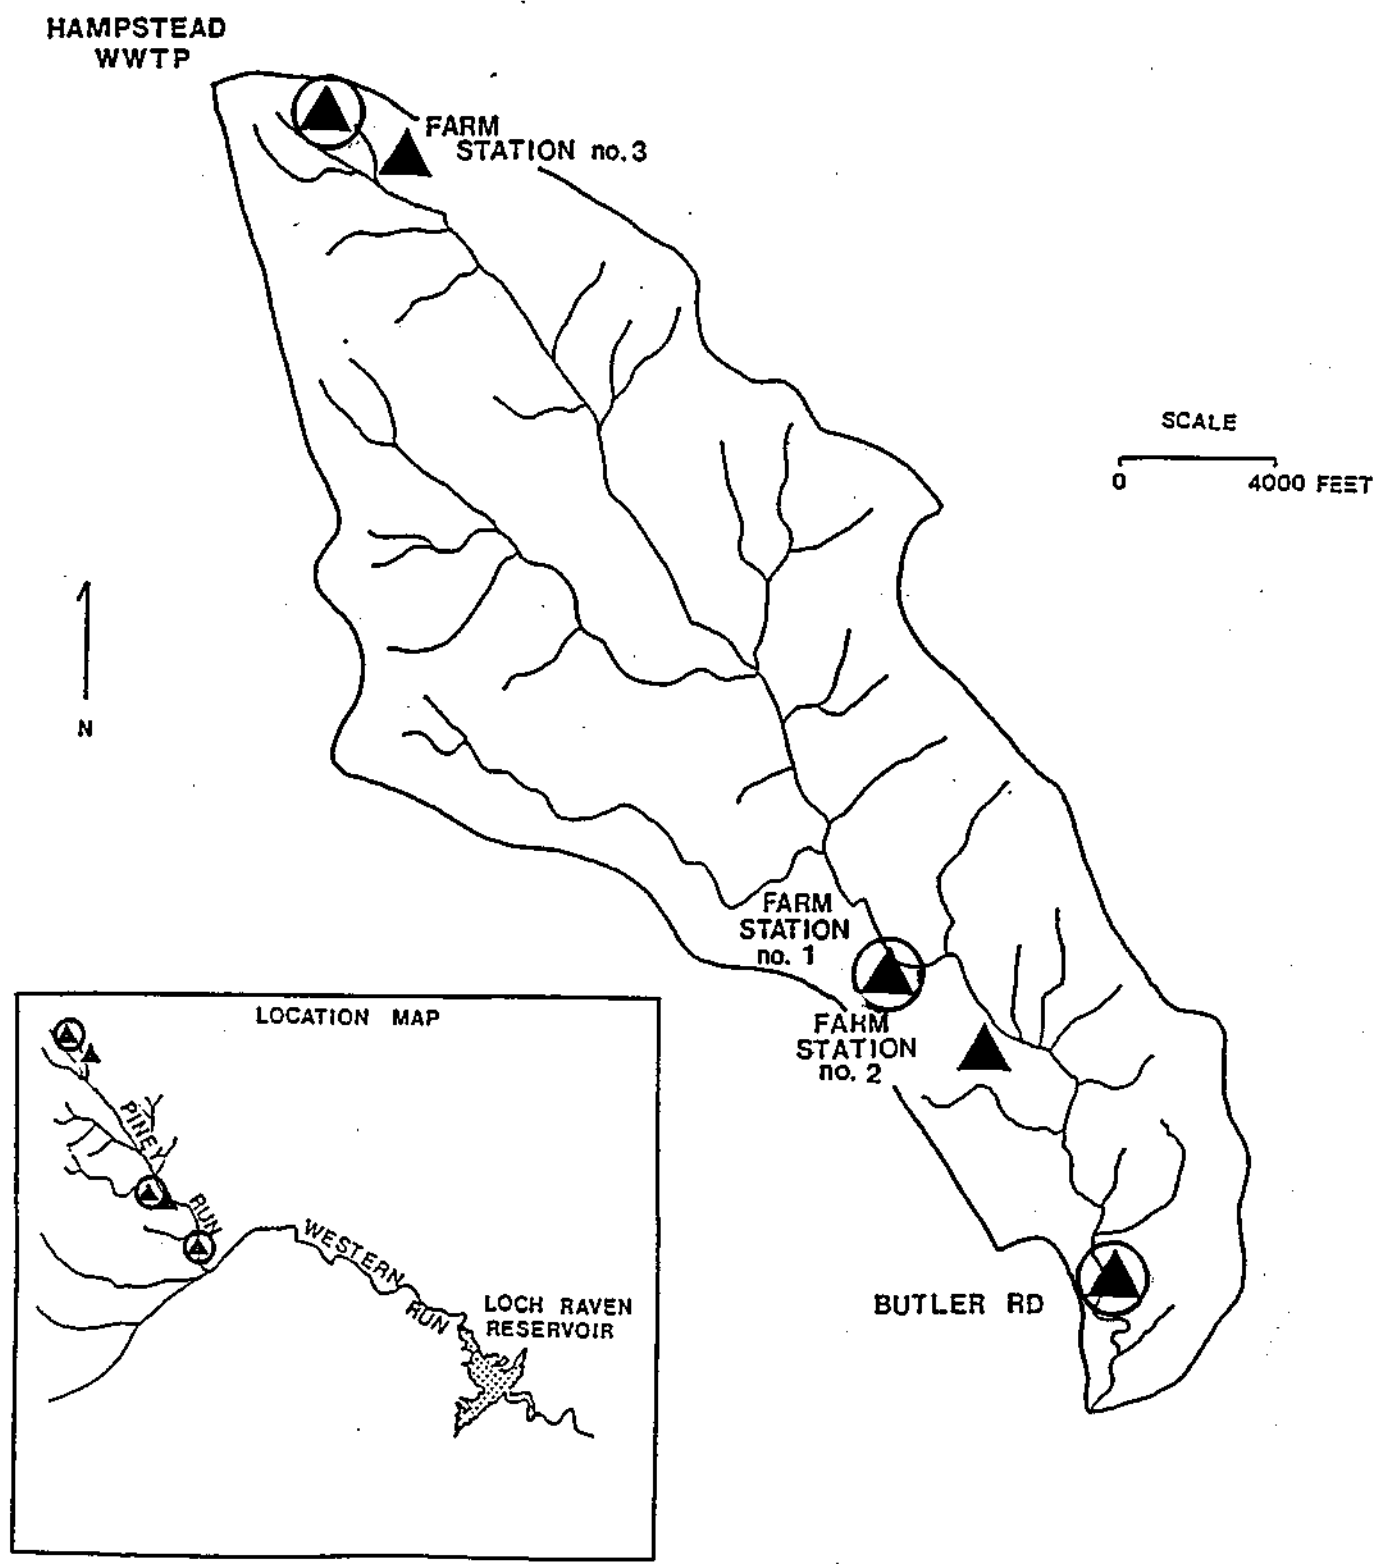 HAMPSTEAD
WWTP
FARM
STATION no.3
SCALE
0 4000 FEET
N
FARM
STATION
no. 1
FARM
STATION
no. 2
BUTLER RD
LOCATION MAP
PINEY
RUN
WESTERN
RUN
LOCH RAVEN
RESERVOIR